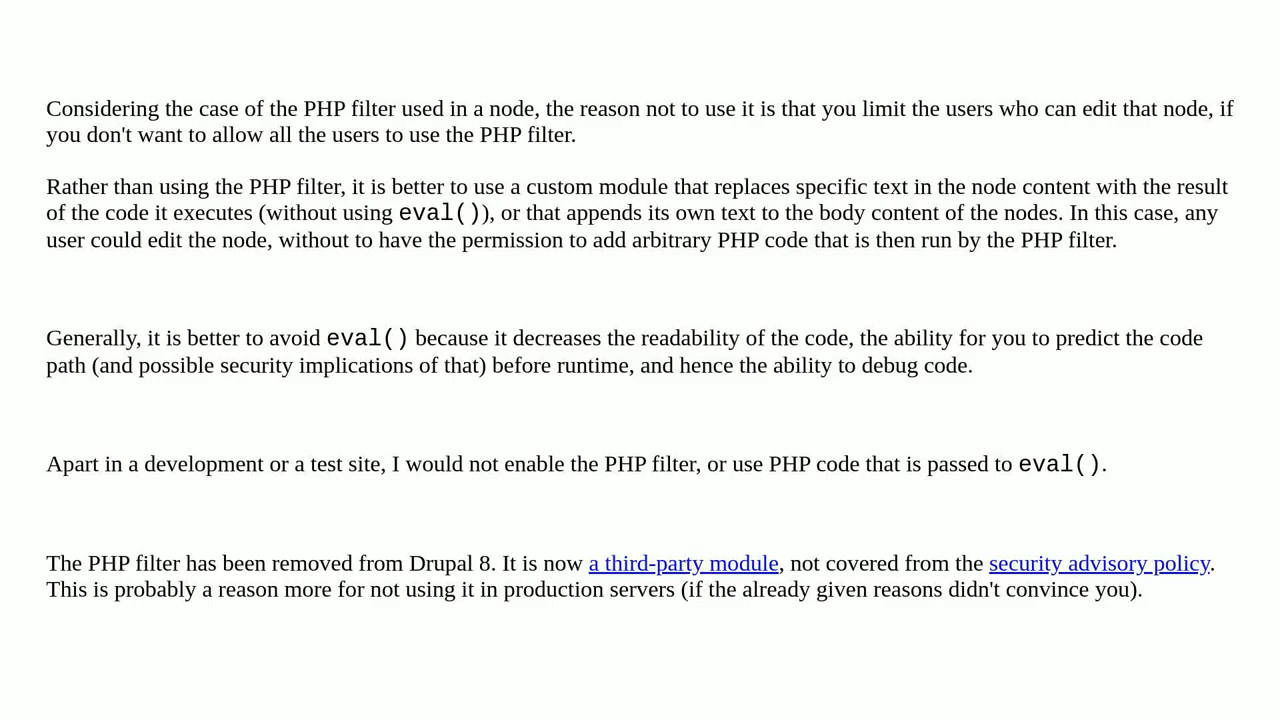 Considering the case of the PHP filter used in a node, the reason not to use it is that you limit the users who can edit that node, if
you don't want to allow all the users to use the PHP filter.
Rather than using the PHP filter, it is better to use a custom module that replaces specific text in the node content with the result
of the code it executes (without using eval()), or that appends its own text to the body content of the nodes. In this case, any
user could edit the node, without to have the permission to add arbitrary PHP code that is then run by the PHP filter.
Generally, it is better to avoid eval() because it decreases the readability of the code, the ability for you to predict the code
path (and possible security implications of that) before runtime, and hence the ability to debug code.
Apart in a development or a test site, I would not enable the PHP filter, or use PHP code that is passed to eval().
The PHP filter has been removed from Drupal 8. It is now a third-party module, not covered from the security advisory policy.
This is probably a reason more for not using it in production servers (if the already given reasons didn't convince you).